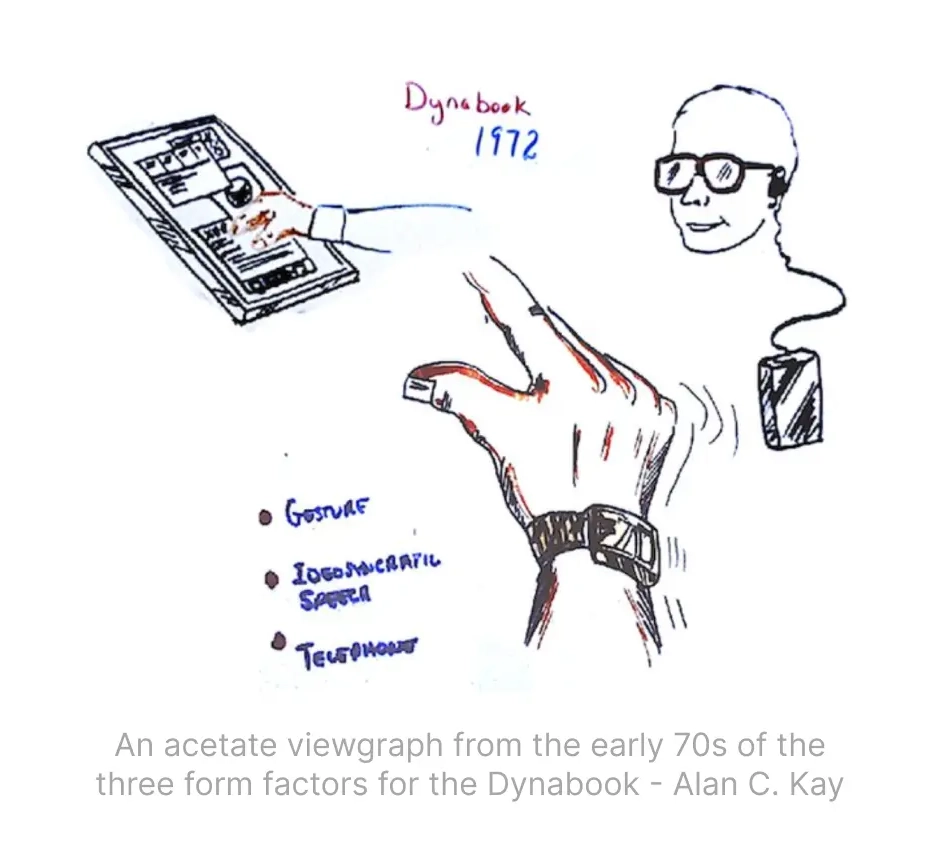 Dynabook
1972
GESTURE
IDEOSYNCRATIC
SPEECH
TELEPHONE
An acetate viewgraph from the early 70s of the
three form factors for the Dynabook - Alan C. Kay